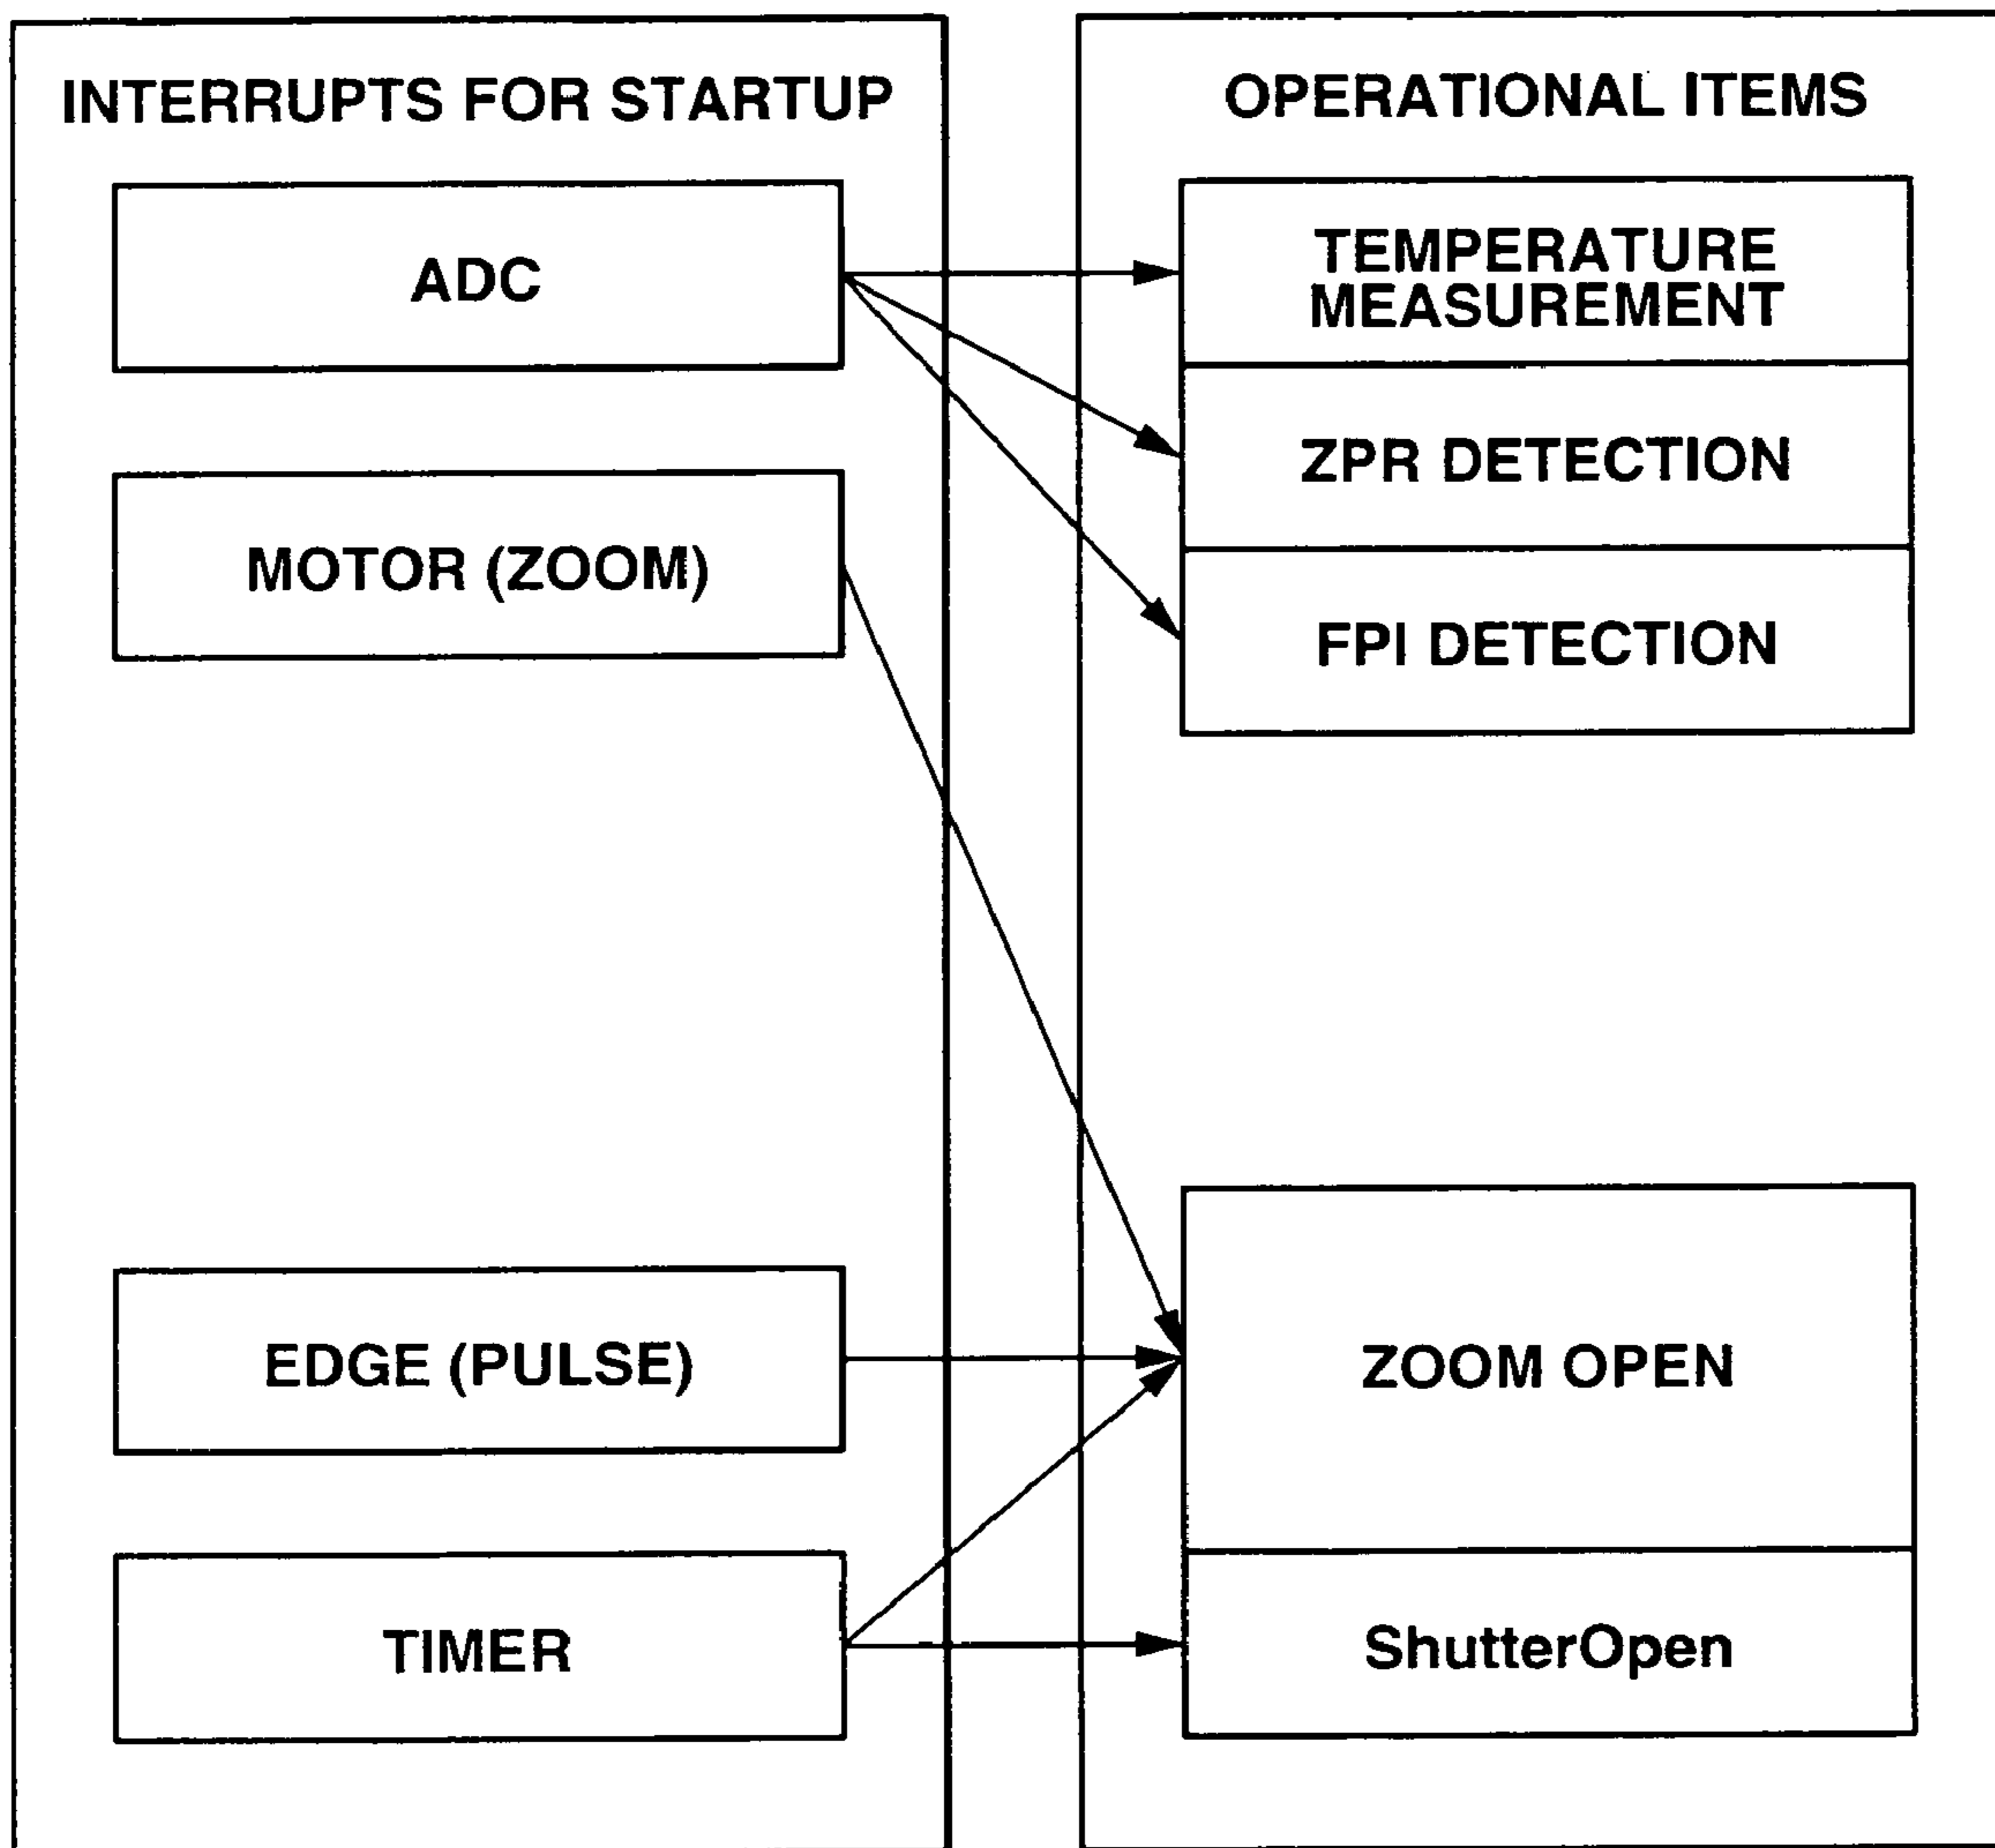 INTERRUPTS FOR STARTUP
OPERATIONAL ITEMS
ADC
TEMPERATURE
MEASUREMENT
ZPR DETECTION
MOTOR (ZOOM)
FPI DETECTION
EDGE (PULSE)
ZOOM OPEN
TIMER
ShutterOpen